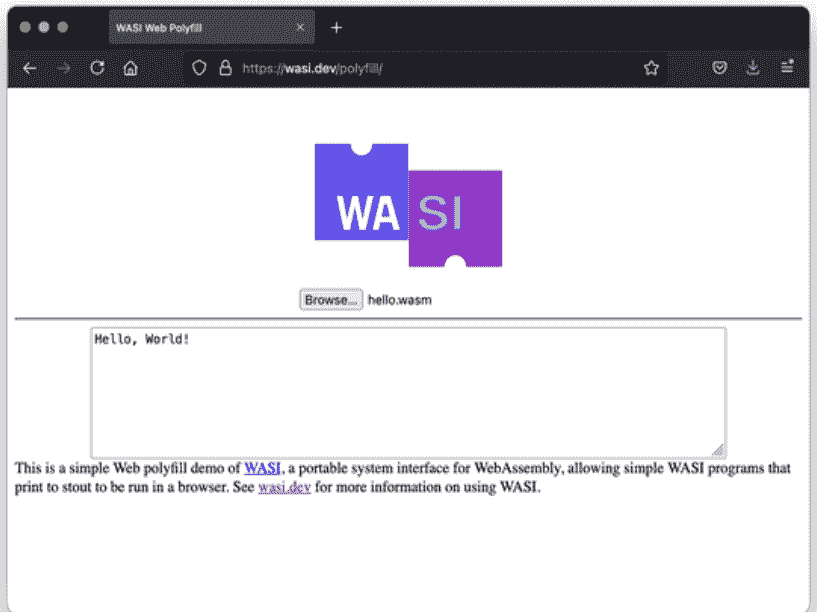 WASI Web Polyfill
https://wasi.dev/polyfill/
WA SI
Browse... hello.wasm
Hello, World!
This is a simple Web polyfill demo of WASI, a portable system interface for WebAssembly, allowing simple WASI programs that
print to stout to be run in a browser. See wasi.dev for more information on using WASI.